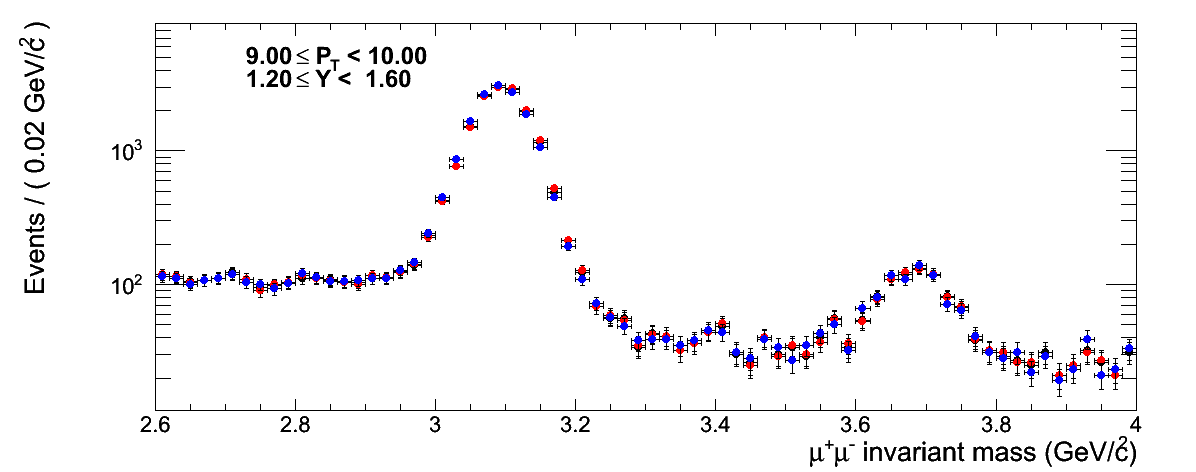 Events / ( 0.02 GeV/c²)
9.00 ≤ P_T < 10.00
1.20 ≤ Y < 1.60
10³
10²
2.6 2.8 3 3.2 3.4 3.6 3.8 4
μ⁺μ⁻ invariant mass (GeV/c²)